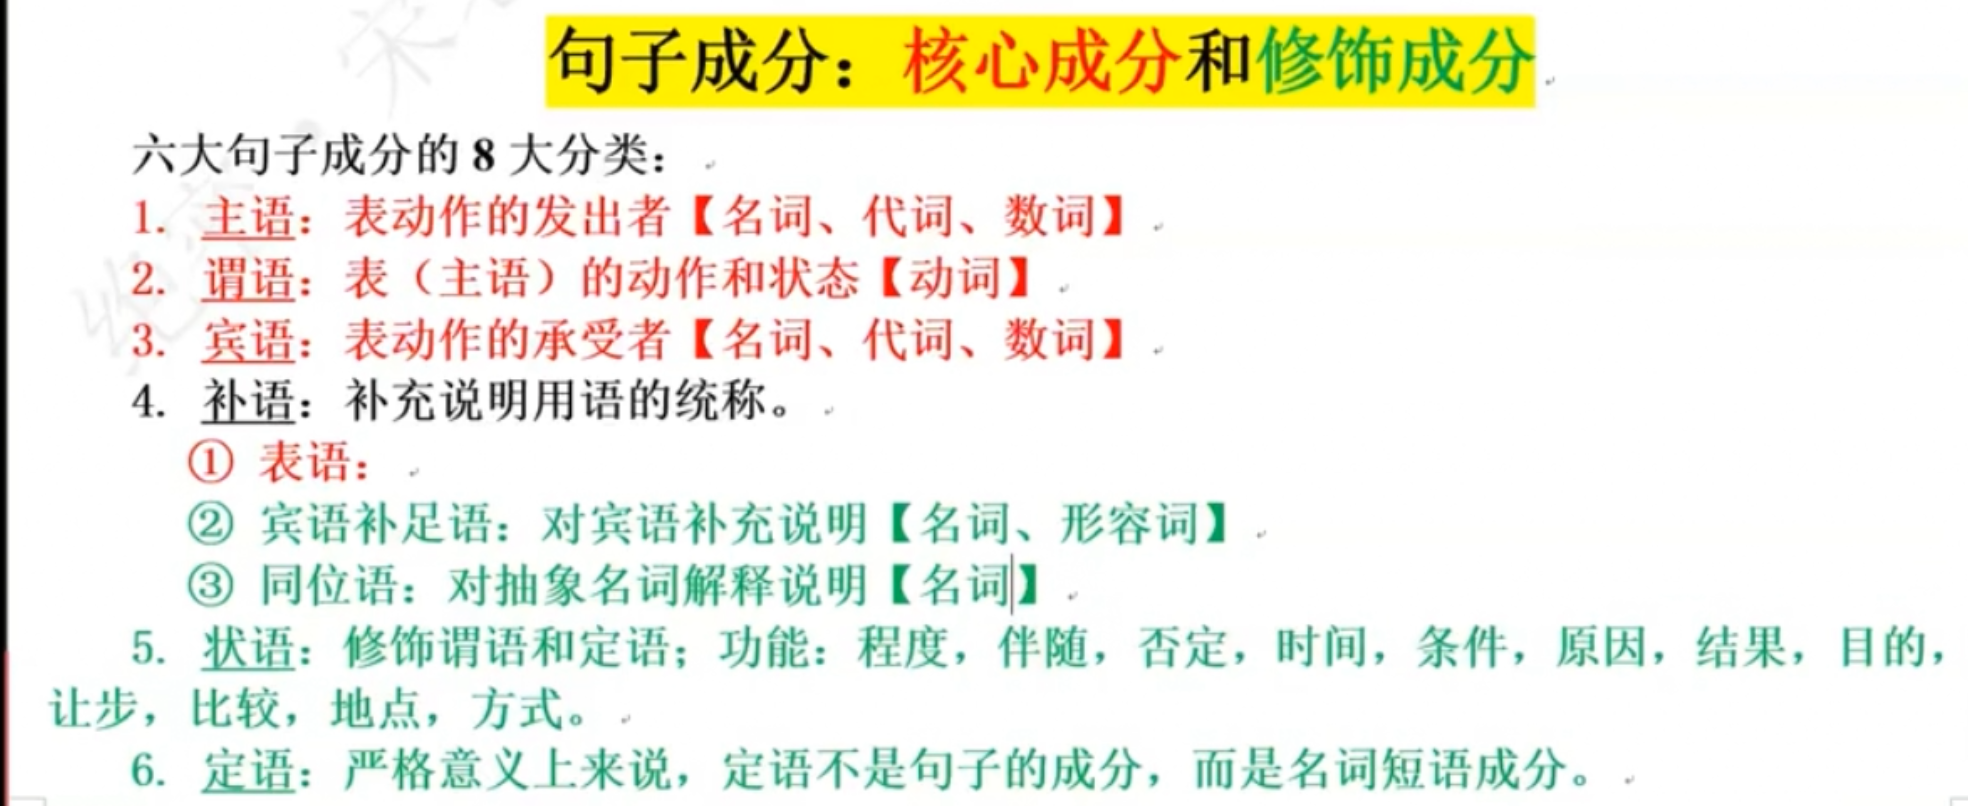 句子成分：核心成分和修饰成分
六大句子成分的 8 大分类：
1. 主语：表动作的发出者【名词、代词、数词】
2. 谓语：表（主语）的动作和状态【动词】
3. 宾语：表动作的承受者【名词、代词、数词】
4. 补语：补充说明用语的统称。
① 表语：
② 宾语补足语：对宾语补充说明【名词、形容词】
③ 同位语：对抽象名词解释说明【名词】
5. 状语：修饰谓语和定语；功能：程度，伴随，否定，时间，条件，原因，结果，目的，
让步，比较，地点，方式。
6. 定语：严格意义上来说，定语不是句子的成分，而是名词短语成分。